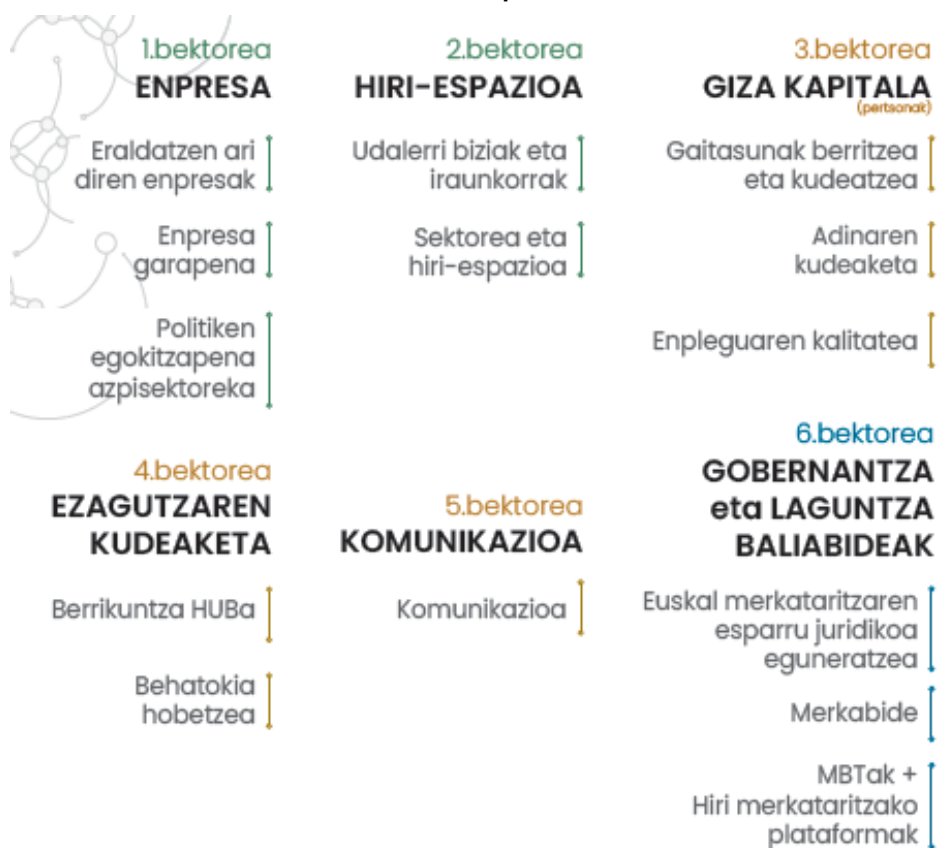 1.bektorea
ENPRESA
Eraldatzen ari
diren enpresak
Enpresa
garapena
Politiken
egokitzapena
azpisektoreka
2.bektorea
HIRI-ESPAZIOA
Udalerri biziak eta
iraunkorrak
Sektorea eta
hiri-espazioa
3.bektorea
GIZA KAPITALA
(pertsonak)
Gaitasunak berritzea
eta kudeatzea
Adinaren
kudeaketa
Enpleguaren kalitatea
4.bektorea
EZAGUTZAREN
KUDEAKETA
Berrikuntza HUBa
Behatokia
hobetzea
5.bektorea
KOMUNIKAZIOA
Komunikazioa
6.bektorea
GOBERNANTZA
eta LAGUNTZA
BALIABIDEAK
Euskal merkataritzaren
esparru juridikoa
eguneratzea
Merkabide
MBTak +
Hiri merkataritzako
plataformak